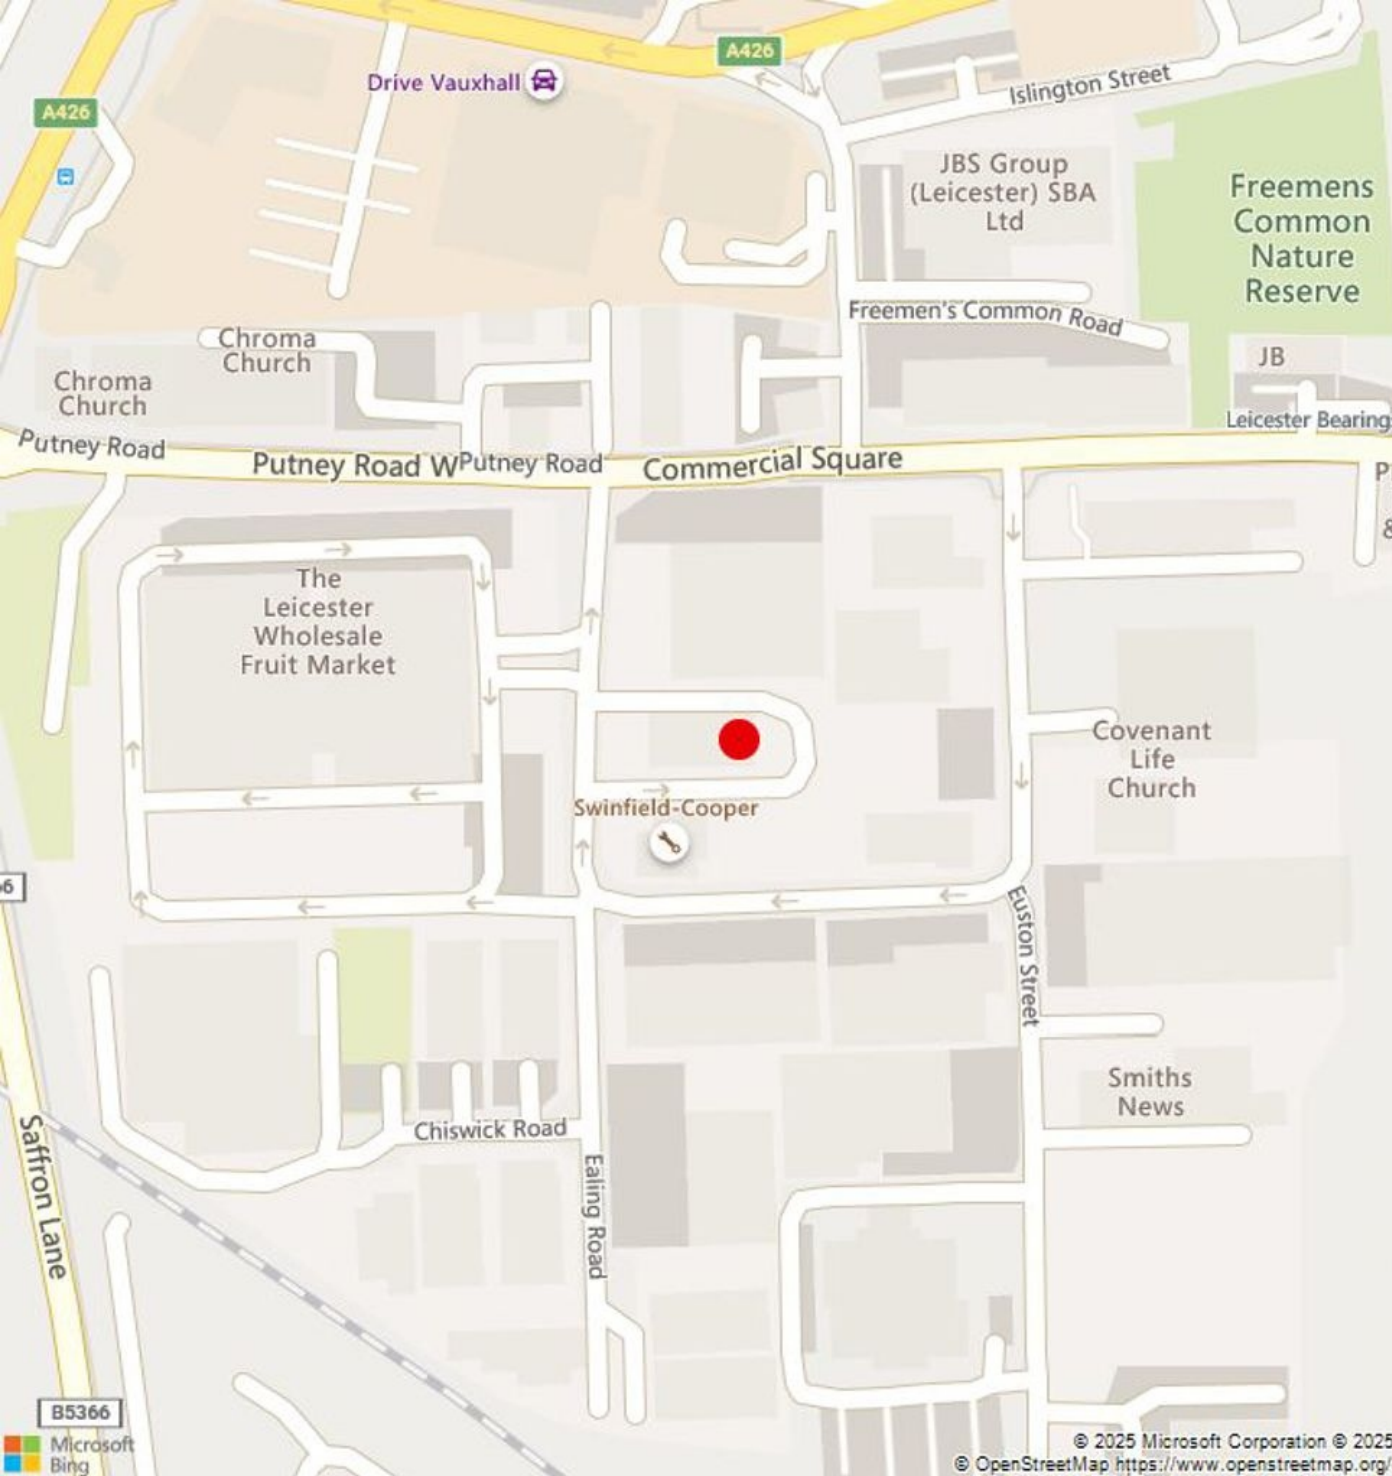 A426
Drive Vauxhall
A426
Islington Street
JBS Group
(Leicester) SBA
Ltd
Freemens
Common
Nature
Reserve
Freemen's Common Road
Chroma
Church
Chroma
Church
JB
Leicester Bearing
Putney Road
Putney Road W
Putney Road
Commercial Square
P
&
The
Leicester
Wholesale
Fruit Market
Covenant
Life
Church
Swinfield-Cooper
6
Euston Street
Smiths
News
Chiswick Road
Ealing Road
Saffron Lane
B5366
Microsoft
Bing
© 2025 Microsoft Corporation © 2025
© OpenStreetMap https://www.openstreetmap.org/